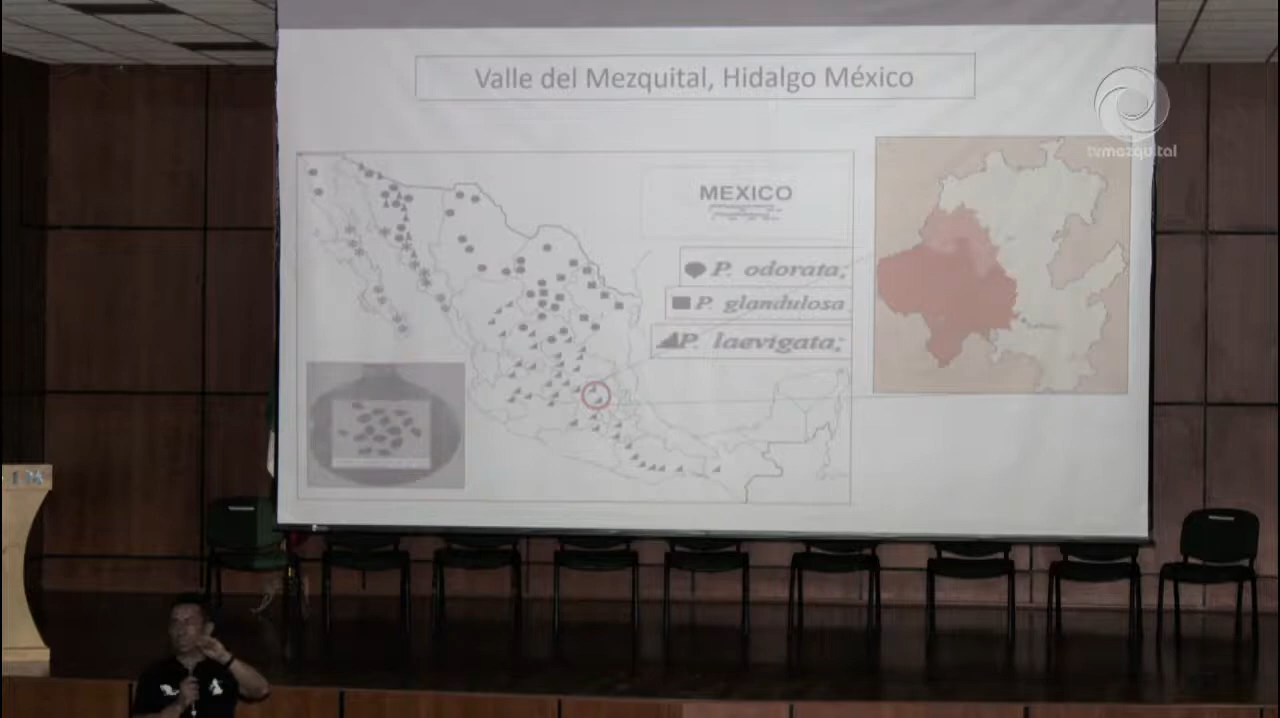 Valle del Mezquital, Hidalgo México
tvmezquital
MEXICO
P. odorata;
P. glandulosa
P. laevigata;